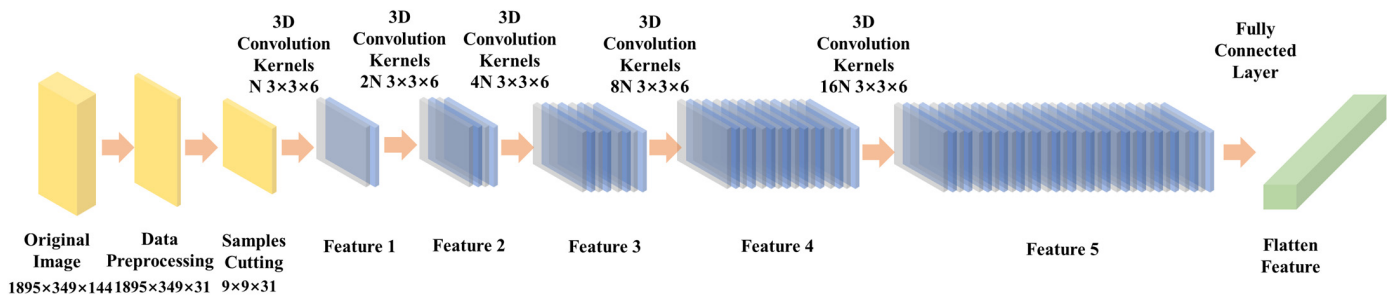 3D
Convolution
Kernels
N 3×3×6
3D
Convolution
Kernels
2N 3×3×6
3D
Convolution
Kernels
4N 3×3×6
3D
Convolution
Kernels
8N 3×3×6
3D
Convolution
Kernels
16N 3×3×6
Fully
Connected
Layer
Original
Image
1895×349×144
Data
Preprocessing
1895×349×31
Samples
Cutting
9×9×31
Feature 1
Feature 2
Feature 3
Feature 4
Feature 5
Flatten
Feature